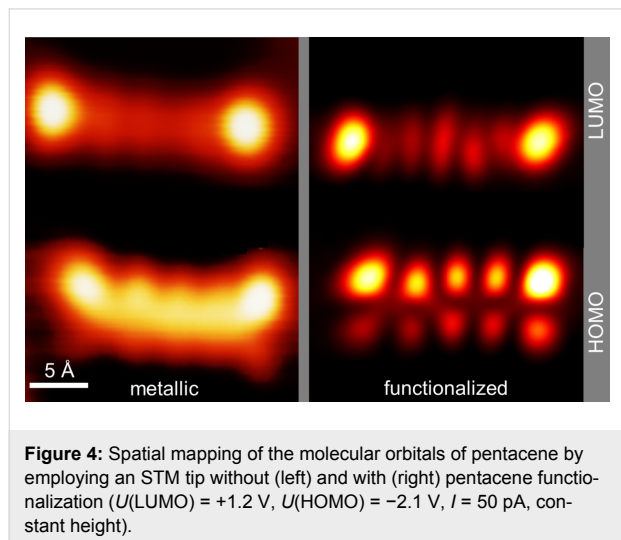 LUMO
HOMO
5 Å
metallic
functionalized
Figure 4: Spatial mapping of the molecular orbitals of pentacene by
employing an STM tip without (left) and with (right) pentacene functio-
nalization (U(LUMO) = +1.2 V, U(HOMO) = −2.1 V, I = 50 pA, con-
stant height).